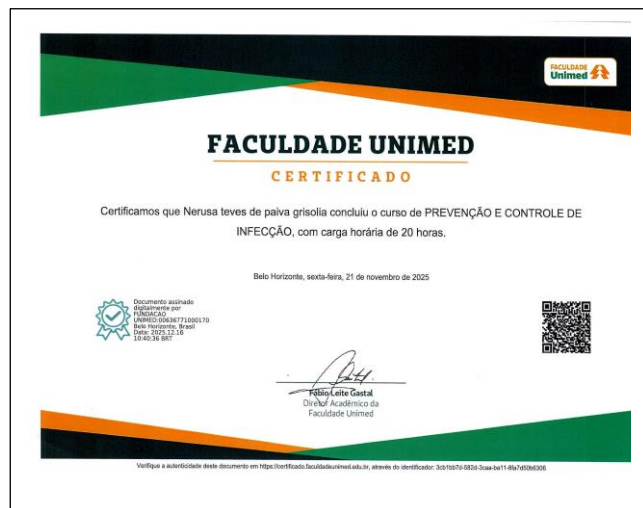 FACULDADE
Unimed
FACULDADE UNIMED
CERTIFICADO
Certificamos que Nerusa teves de paiva grisolia concluiu o curso de PREVENÇÃO E CONTROLE DE
INFECÇÃO, com carga horária de 20 horas.
Belo Horizonte, sexta-feira, 21 de novembro de 2025
Documento assinado
digitalmente por
FUNDACAO
UNIMED:00636771000170
Belo Horizonte, Brasil
Data: 2025.12.16
10:40:36 BRT
Fábio Leite Gastal
Diretor Acadêmico da
Faculdade Unimed
Verifique a autenticidade deste documento em https://certificado.faculdadeunimed.edu.br, através do identificador: 3cb1bb7d-582d-3caa-ba11-8fa7d50b6306